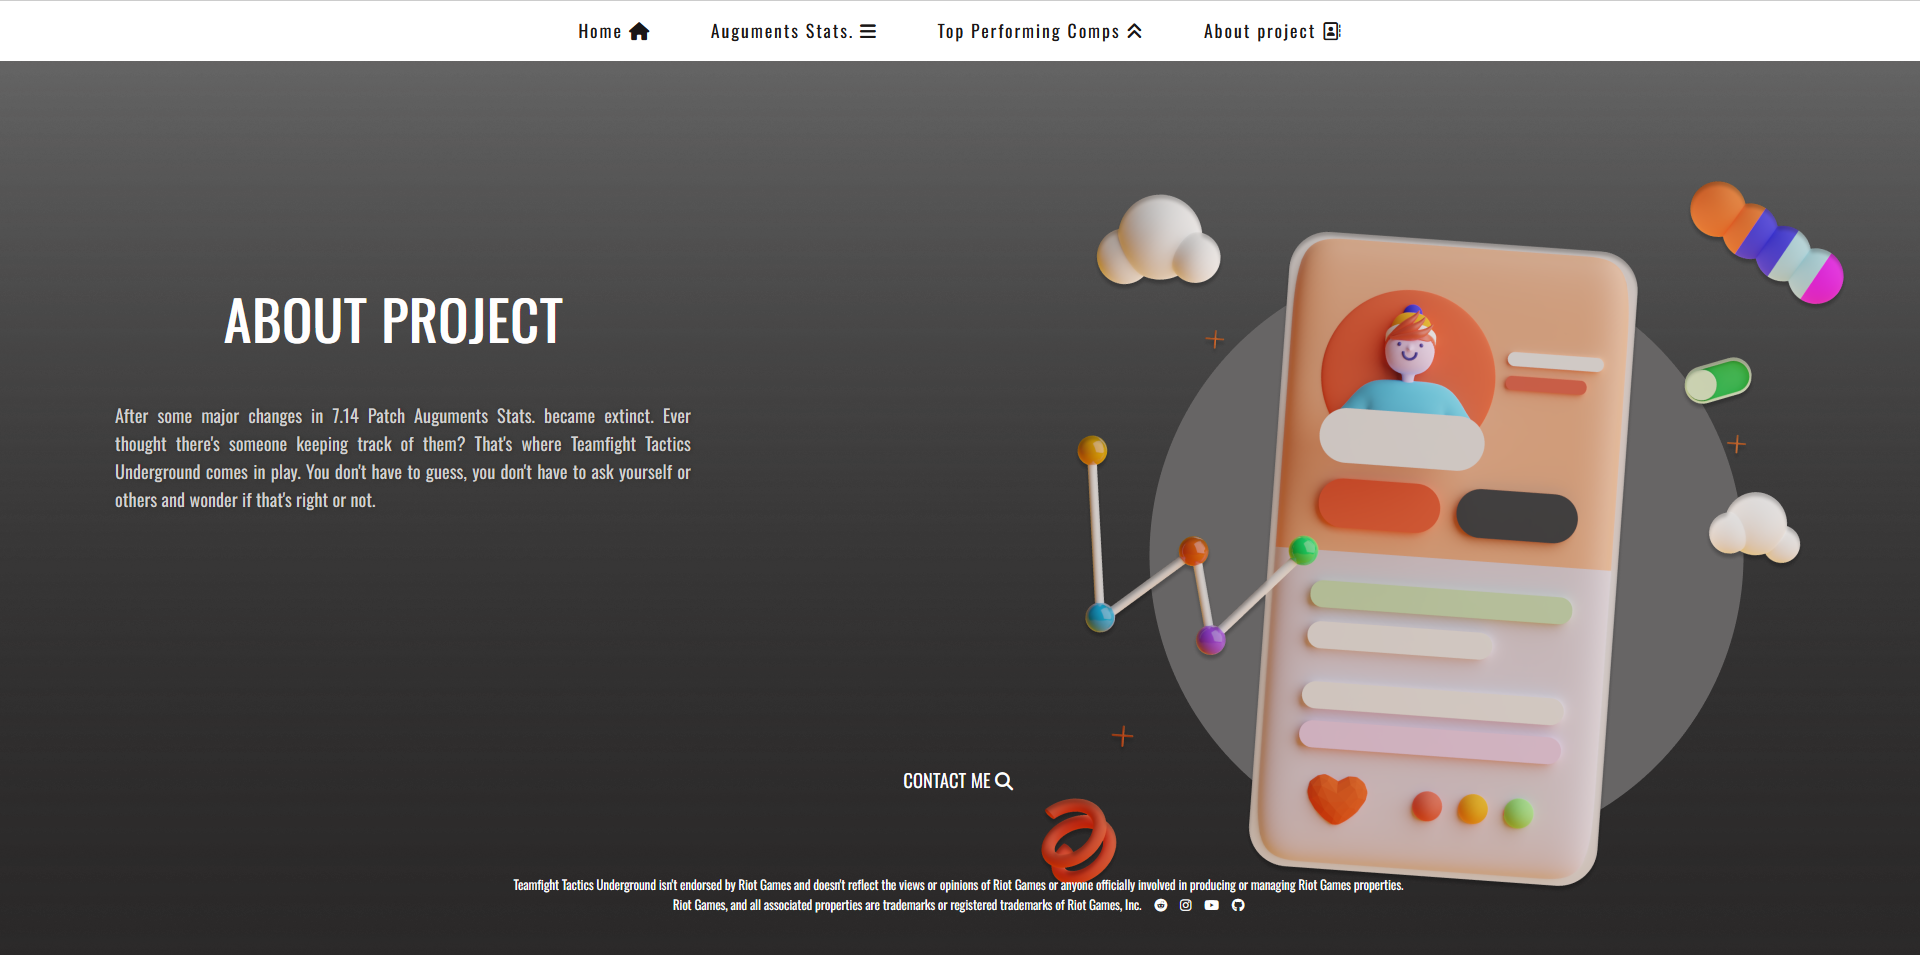 Home
Auguments Stats.
Top Performing Comps
About project
ABOUT PROJECT
After some major changes in 7.14 Patch Auguments Stats. became extinct. Ever
thought there's someone keeping track of them? That's where Teamfight Tactics
Underground comes in play. You don't have to guess, you don't have to ask yourself or
others and wonder if that's right or not.
CONTACT ME
Teamfight Tactics Underground isn't endorsed by Riot Games and doesn't reflect the views or opinions of Riot Games or anyone officially involved in producing or managing Riot Games properties.
Riot Games, and all associated properties are trademarks or registered trademarks of Riot Games, Inc.